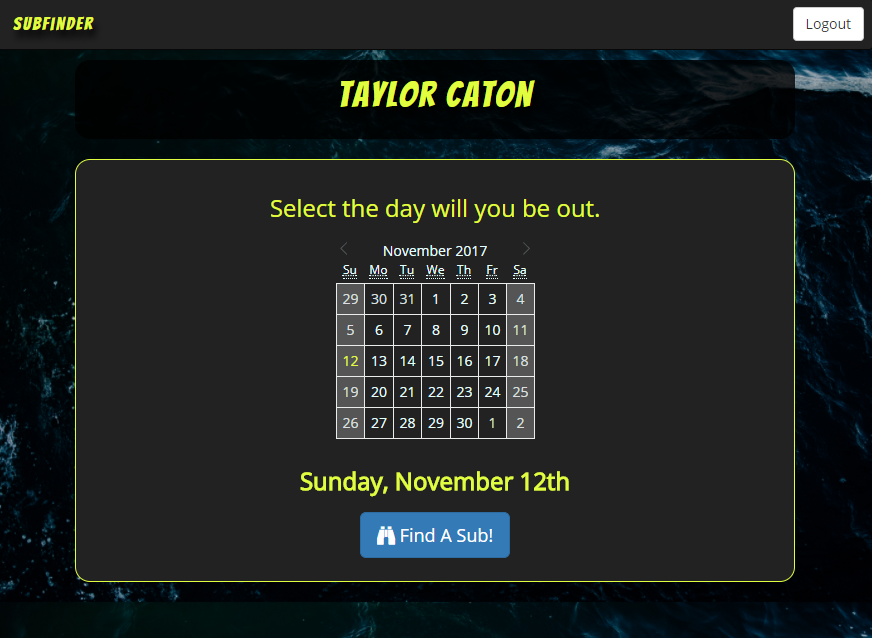 SUBFINDER
Logout
TAYLOR CATON
Select the day will you be out.
November 2017
Su Mo Tu We Th Fr Sa
29 30 31 1 2 3 4
5 6 7 8 9 10 11
12 13 14 15 16 17 18
19 20 21 22 23 24 25
26 27 28 29 30 1 2
Sunday, November 12th
Find A Sub!